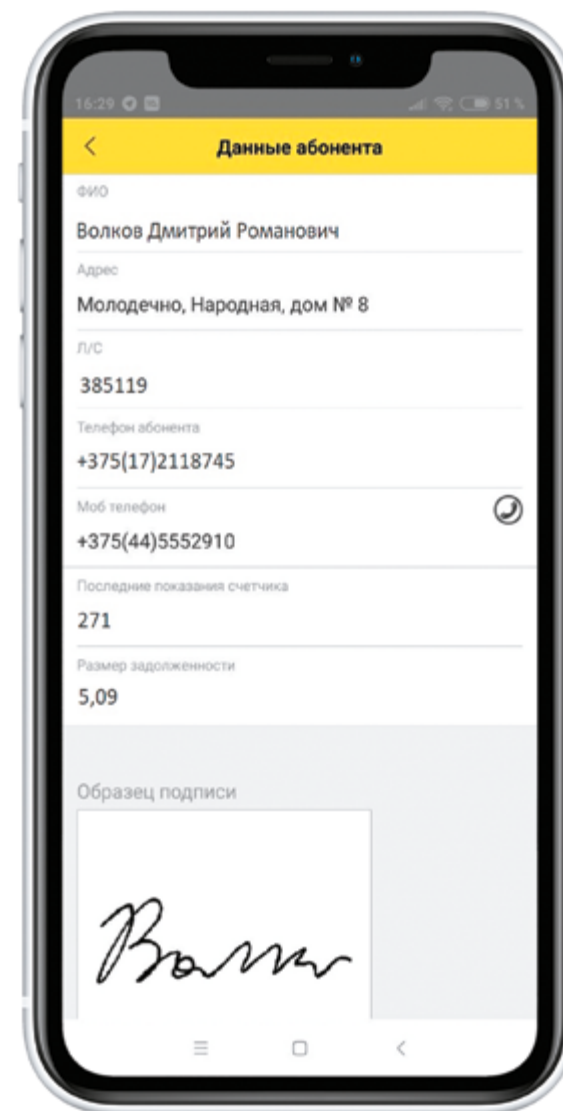 16:29
51 %
Данные абонента
ФИО
Волков Дмитрий Романович
Адрес
Молодечно, Народная, дом № 8
Л/С
385119
Телефон абонента
+375(17)2118745
Моб телефон
+375(44)5552910
Последние показания счетчика
271
Размер задолженности
5,09
Образец подписи